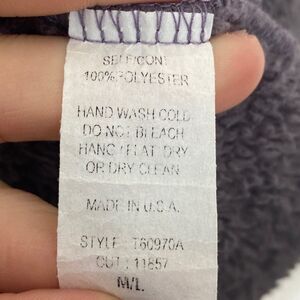 SELF/CONT
100% POLYESTER
HAND WASH COLD
DO NOT BLEACH
HANG / FLAT DRY
OR DRY CLEAN
MADE IN U.S.A.
STYLE : T60970A
CUT : 11857
M/L